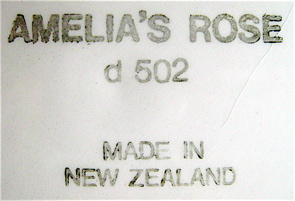 AMELIA'S ROSE
d 502
MADE IN
NEW ZEALAND